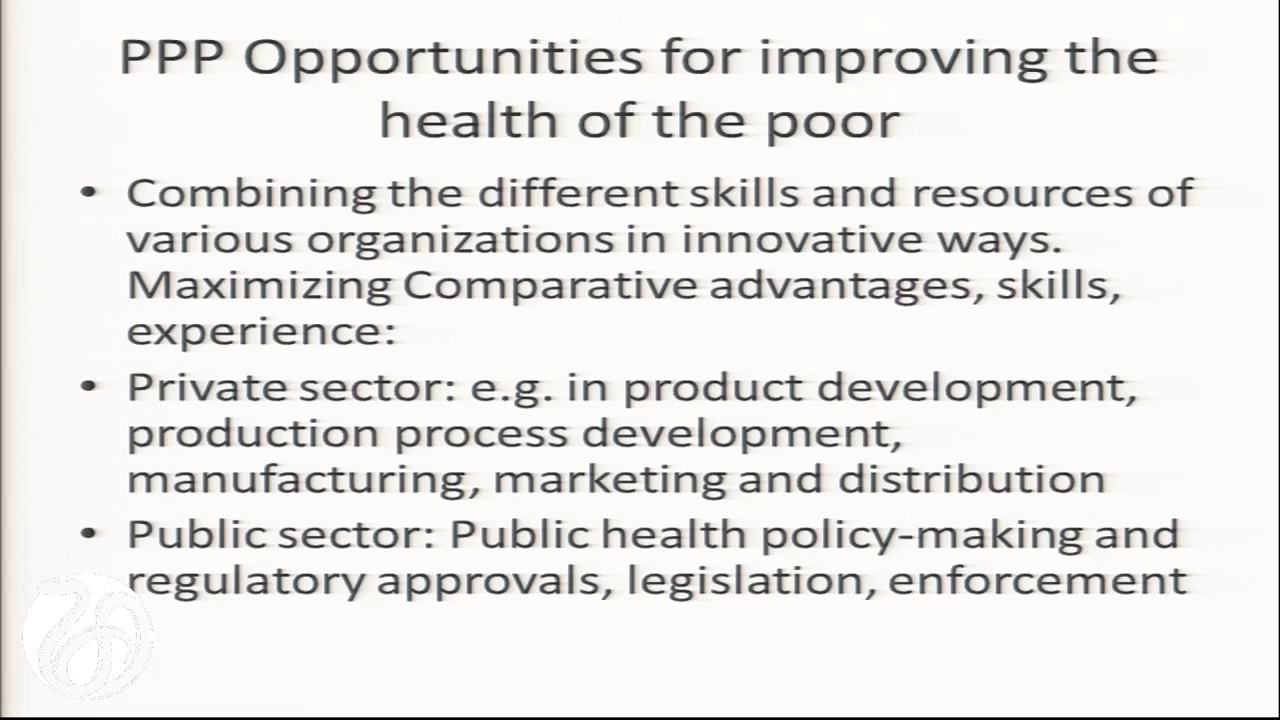 PPP Opportunities for improving the
health of the poor
• Combining the different skills and resources of
various organizations in innovative ways.
Maximizing Comparative advantages, skills,
experience:
• Private sector: e.g. in product development,
production process development,
manufacturing, marketing and distribution
• Public sector: Public health policy-making and
regulatory approvals, legislation, enforcement